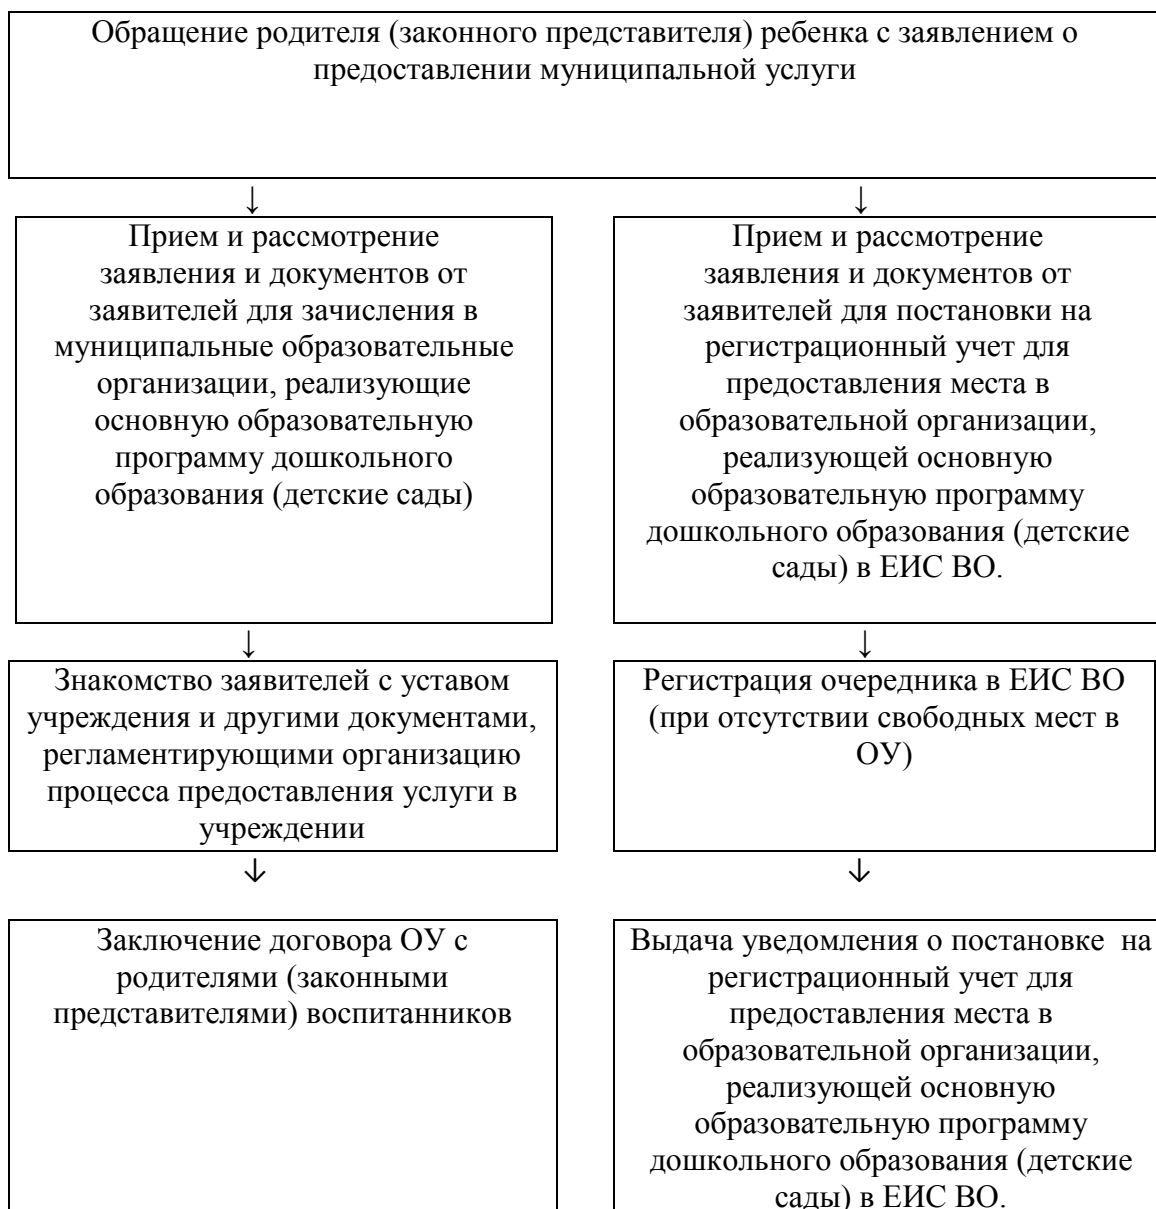 Обращение родителя (законного представителя) ребенка с заявлением о
предоставлении муниципальной услуги
↓
↓
Прием и рассмотрение
заявления и документов от
заявителей для зачисления в
муниципальные образовательные
организации, реализующие
основную образовательную
программу дошкольного
образования (детские сады)
Прием и рассмотрение
заявления и документов от
заявителей для постановки на
регистрационный учет для
предоставления места в
образовательной организации,
реализующей основную
образовательную программу
дошкольного образования (детские
сады) в ЕИС ВО.
↓
↓
Знакомство заявителей с уставом
учреждения и другими документами,
регламентирующими организацию
процесса предоставления услуги в
учреждении
Регистрация очередника в ЕИС ВО
(при отсутствии свободных мест в
ОУ)
↓
↓
Заключение договора ОУ с
родителями (законными
представителями) воспитанников
Выдача уведомления о постановке  на
регистрационный учет для
предоставления места в
образовательной организации,
реализующей основную
образовательную программу
дошкольного образования (детские
сады) в ЕИС ВО.